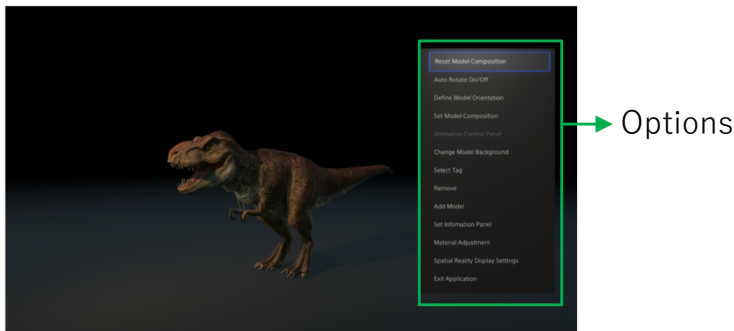 Reset Model Composition
Auto Rotate On/Off
Define Model Orientation
Set Model Composition
Animation Control Panel
Change Model Background
Select Tag
Remove
Add Model
Set Infomation Panel
Material Adjustment
Spatial Reality Display Settings
Exit Application
Options